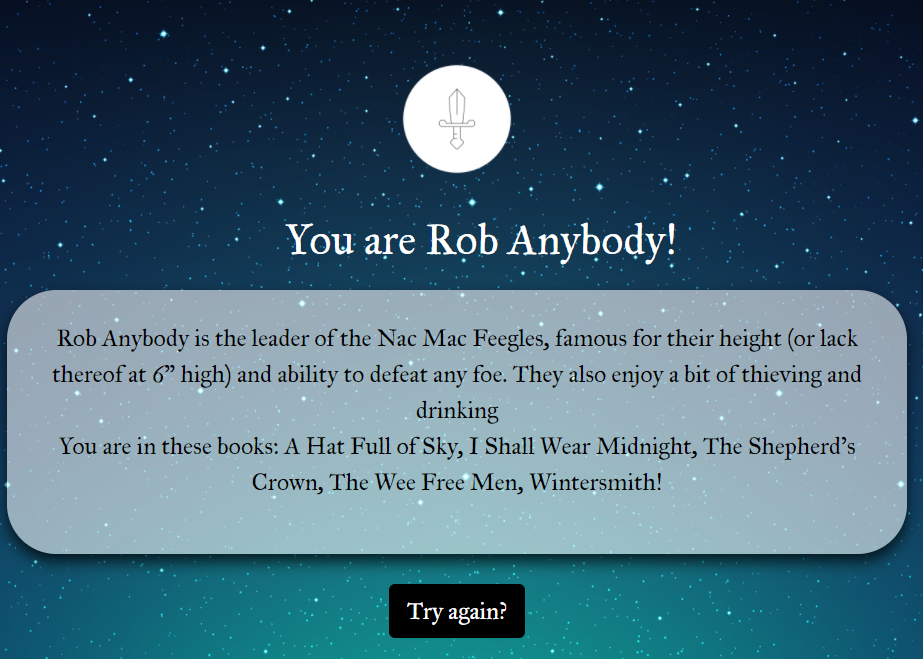 You are Rob Anybody!
Rob Anybody is the leader of the Nac Mac Feegles, famous for their height (or lack
thereof at 6” high) and ability to defeat any foe. They also enjoy a bit of thieving and
drinking
You are in these books: A Hat Full of Sky, I Shall Wear Midnight, The Shepherd’s
Crown, The Wee Free Men, Wintersmith!
Try again?